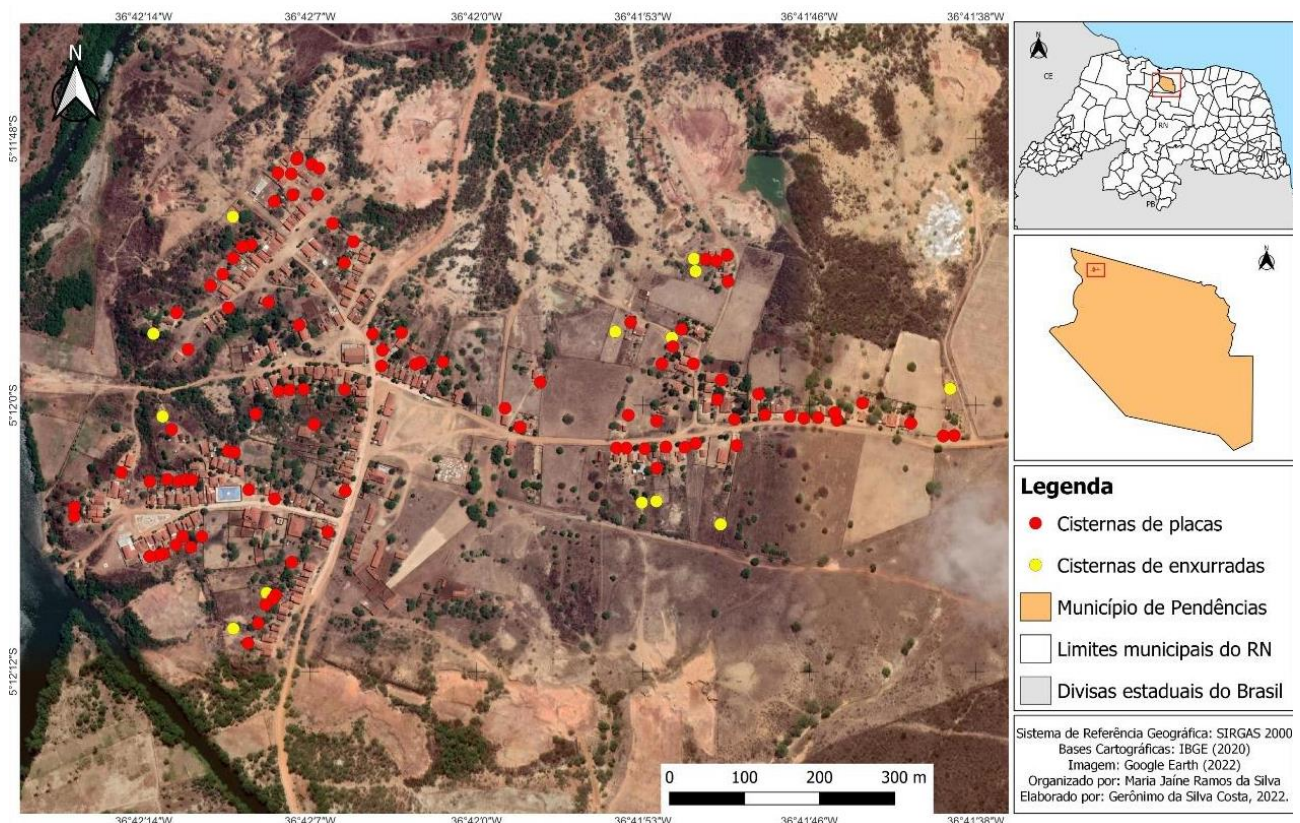 36°42'14"W 36°42'7"W 36°42'0"W 36°41'53"W 36°41'46"W 36°41'38"W
N
5°11'48"S
5°12'0"S
5°12'12"S
0 100 200 300 m
36°42'14"W 36°42'7"W 36°42'0"W 36°41'53"W 36°41'46"W 36°41'38"W
N
CE
RN
PB
N
Legenda
Cisternas de placas
Cisternas de enxurradas
Município de Pendências
Limites municipais do RN
Divisas estaduais do Brasil
Sistema de Referência Geográfica: SIRGAS 2000
Bases Cartográficas: IBGE (2020)
Imagem: Google Earth (2022)
Organizado por: Maria Jaíne Ramos da Silva
Elaborado por: Gerônimo da Silva Costa, 2022.